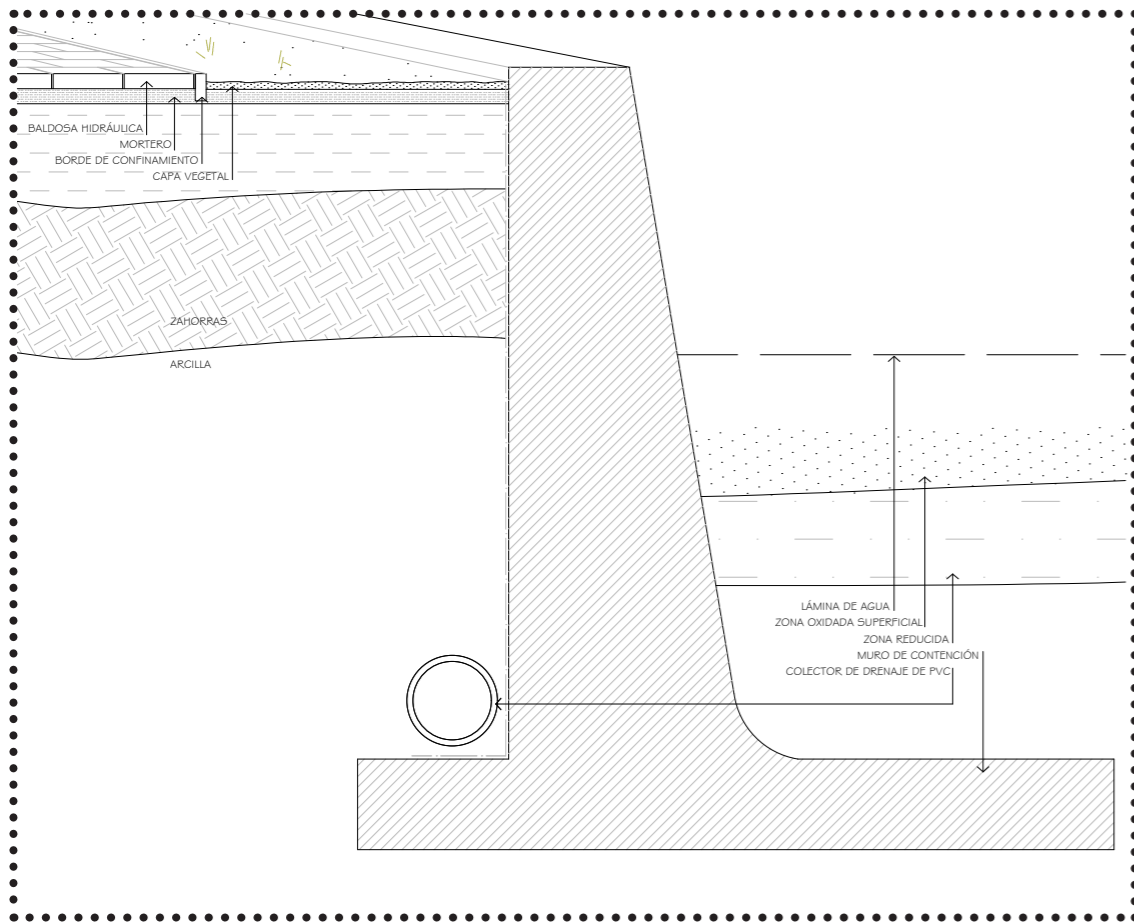 BALDOSA HIDRÁULICA
MORTERO
BORDE DE CONFINAMIENTO
CAPA VEGETAL
ZAHORRAS
ARCILLA
LÁMINA DE AGUA
ZONA OXIDADA SUPERFICIAL
ZONA REDUCIDA
MURO DE CONTENCIÓN
COLECTOR DE DRENAJE DE PVC